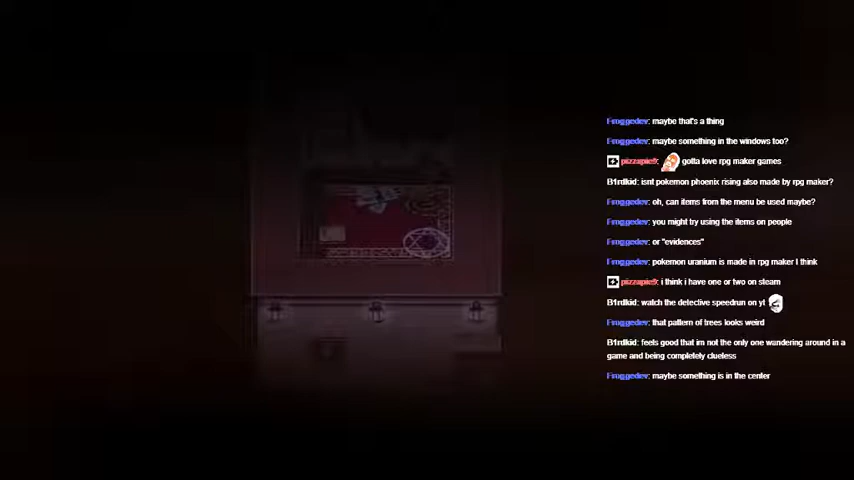 Froggedev: maybe that's a thing
Froggedev: maybe something in the windows too?
pizzapie9: gotta love rpg maker games
B1rdkid: isnt pokemon phoenix rising also made by rpg maker?
Froggedev: oh, can items from the menu be used maybe?
Froggedev: you might try using the items on people
Froggedev: or "evidences"
Froggedev: pokemon uranium is made in rpg maker I think
pizzapie9: i think i have one or two on steam
B1rdkid: watch the detective speedrun on yt
Froggedev: that pattern of trees looks weird
B1rdkid: feels good that im not the only one wandering around in a
game and being completely clueless
Froggedev: maybe something is in the center